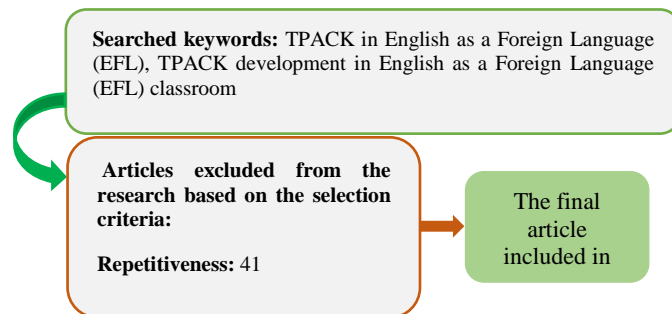 Searched keywords: TPACK in English as a Foreign Language
(EFL), TPACK development in English as a Foreign Language
(EFL) classroom
Articles excluded from the
research based on the selection
criteria:
Repetitiveness: 41
The final
article
included in